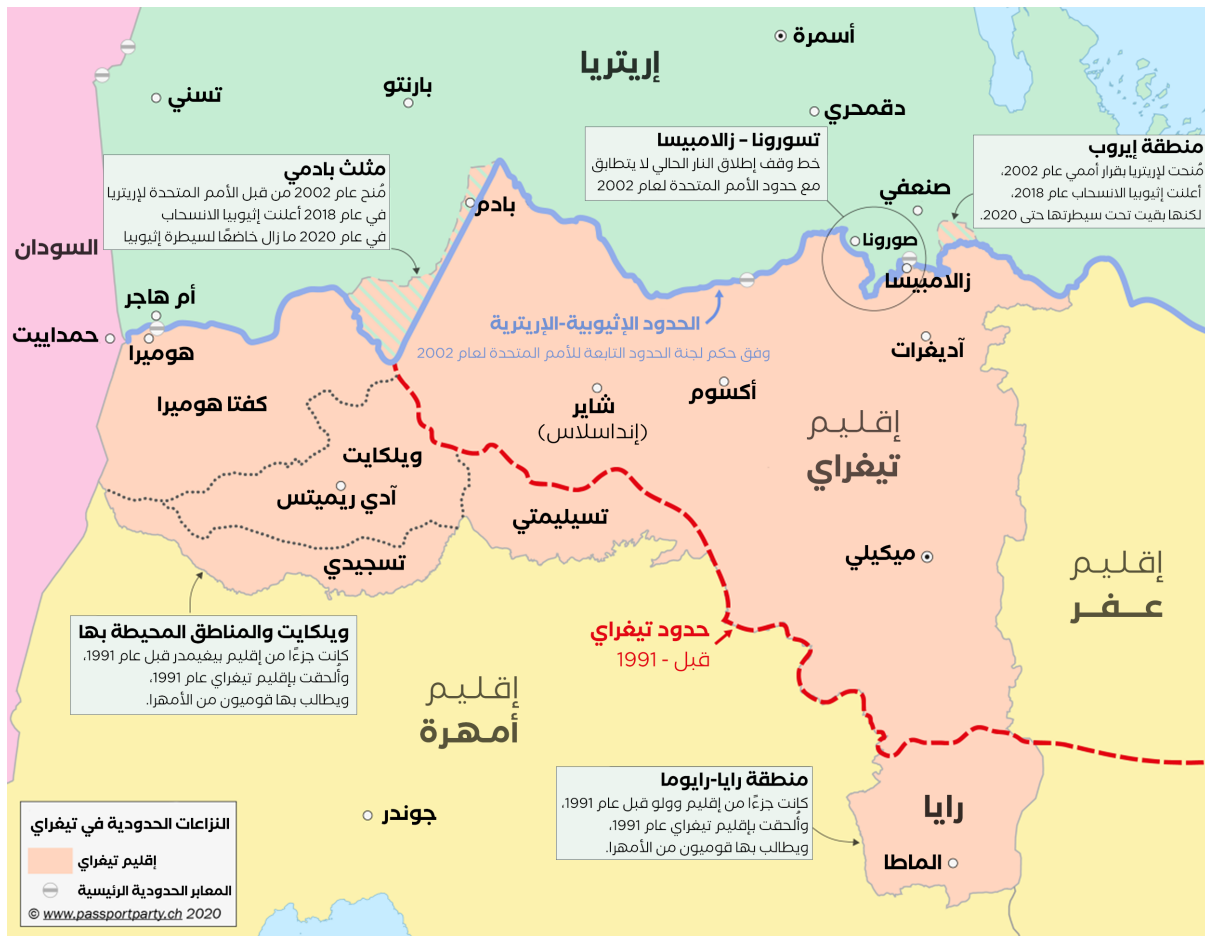 أسمرة
إريتريا
تسني
بارنتو
دقمحري
تسورونا – زالامبيسا
خط وقف إطلاق النار الحالي لا يتطابق
مع حدود الأمم المتحدة لعام 2002
منطقة إيروب
مُنحت لإريتريا بقرار أممي عام 2002.
أعلنت إثيوبيا الانسحاب عام 2018،
لكنها بقيت تحت سيطرتها حتى 2020.
مثلث بادمي
مُنح عام 2002 من قبل الأمم المتحدة لإريتريا
في عام 2018 أعلنت إثيوبيا الانسحاب
في عام 2020 ما زال خاضعًا لسيطرة إثيوبيا
صنعفي
بادم
صورونا
السودان
زالامبيسا
أم هاجر
حمداييت
هوميرا
الحدود الإثيوبية-الإريترية
وفق حكم لجنة الحدود التابعة للأمم المتحدة لعام 2002
آديغرات
أكسوم
كفتا هوميرا
شاير
(إنداسلاس)
إقليم
تيغراي
ويلكايت
آدي ريميتس
تسيليمتي
تسجيدي
ميكيلي
إقليم
عفر
ويلكايت والمناطق المحيطة بها
كانت جزءًا من إقليم بيغيمدر قبل عام 1991،
وأُلحقت بإقليم تيغراي عام 1991،
ويطالب بها قوميون من الأمهرا.
حدود تيغراي
قبل - 1991
إقليم
أمهرة
منطقة رايا-رايوما
كانت جزءًا من إقليم وولو قبل عام 1991،
وأُلحقت بإقليم تيغراي عام 1991،
ويطالب بها قوميون من الأمهرا.
رايا
الماطا
جوندر
النزاعات الحدودية في تيغراي
إقليم تيغراي
المعابر الحدودية الرئيسية
© www.passportparty.ch 2020